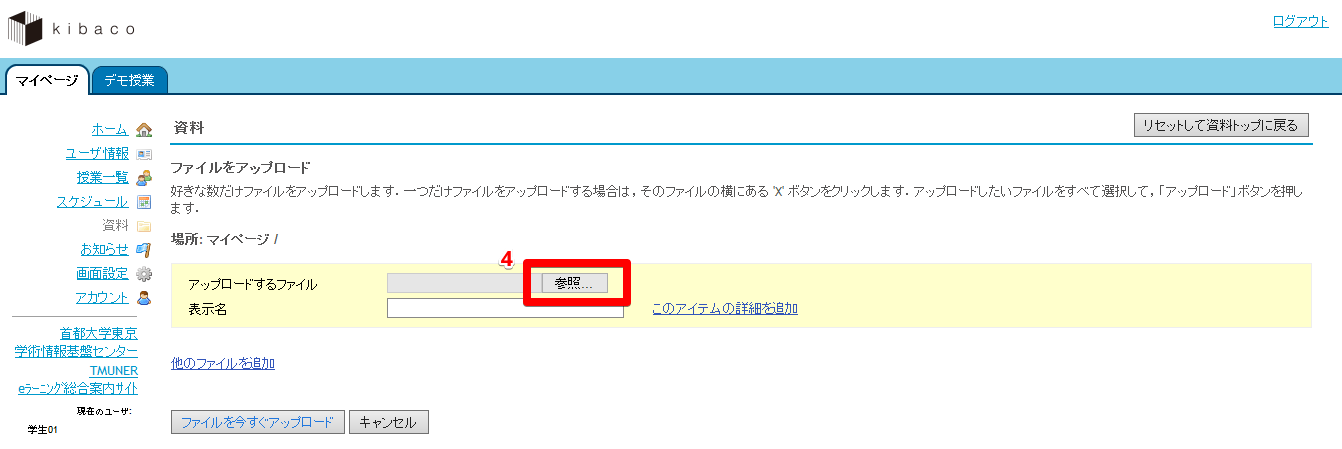 kibaco
ログアウト
マイページ
デモ授業
ホーム
ユーザ情報
授業一覧
スケジュール
資料
お知らせ
画面設定
アカウント
首都大学東京
学術情報基盤センター
TMUNER
eラーニング総合案内サイト
現在のユーザ:
学生01
資料
リセットして資料トップに戻る
ファイルをアップロード
好きな数だけファイルをアップロードします．一つだけファイルをアップロードする場合は，そのファイルの横にある 'X' ボタンをクリックします．アップロードしたいファイルをすべて選択して，「アップロード」ボタンを押し
ます．
場所: マイページ /
4
アップロードするファイル
参照...
表示名
このアイテムの詳細を追加
他のファイルを追加
ファイルを今すぐアップロード
キャンセル